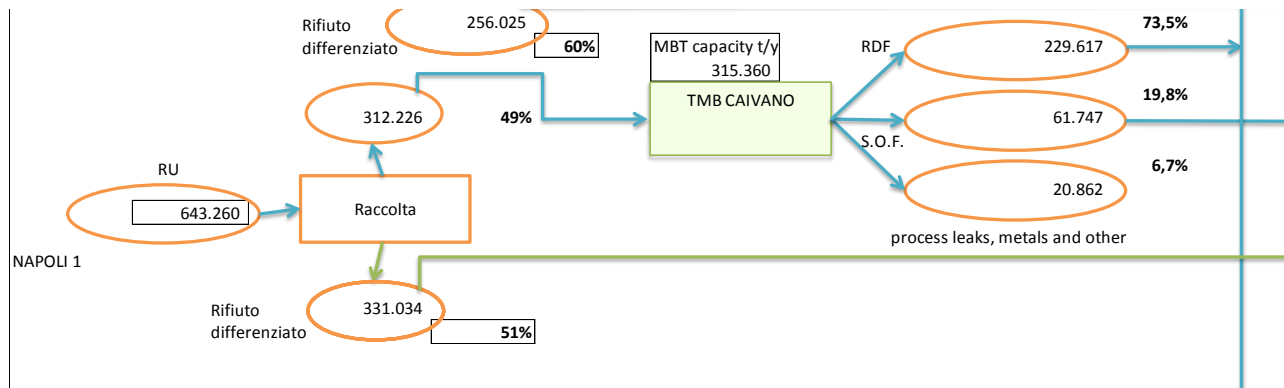 256.025
73,5%
Rifiuto
differenziato
60%
MBT capacity t/y
315.360
RDF
229.617
TMB CAIVANO
19,8%
312.226
49%
61.747
S.O.F.
6,7%
RU
20.862
643.260
Raccolta
process leaks, metals and other
NAPOLI 1
Rifiuto
differenziato
331.034
51%